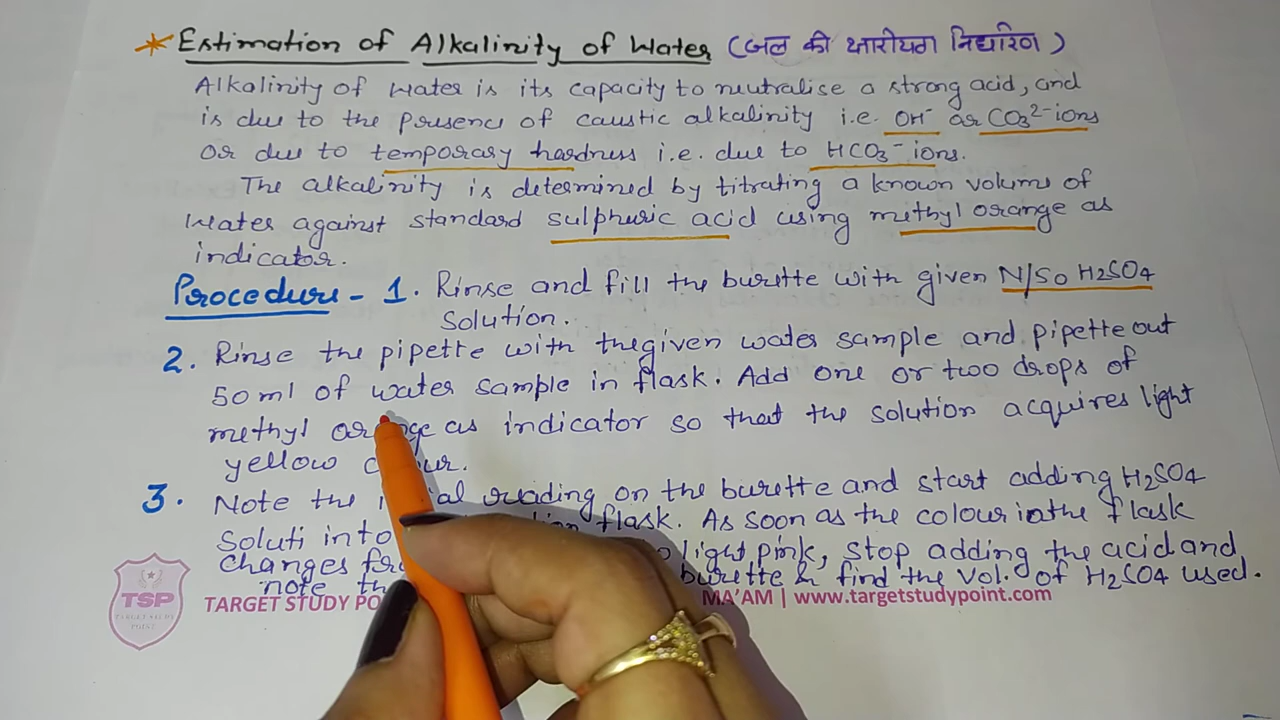 Estimation of Alkalinity of Water (जल की क्षारीयता निर्धारण)
Alkalinity of water is its capacity to neutralise a strong acid, and
is due to the presence of caustic alkalinity i.e. OH⁻ or CO3²⁻ ions
or due to temporary hardness i.e. due to HCO3⁻ ions.
The alkalinity is determined by titrating a known volume of
water against standard sulphuric acid using methyl orange as
indicator.
Procedure - 1. Rinse and fill the burette with given N/50 H2SO4
solution.
2. Rinse the pipette with the given water sample and pipette out
50 ml of water sample in flask. Add one or two drops of
methyl as indicator so that the solution acquires light
yellow
3. Note the reading on the burette and start adding H2SO4
Soluti into flask. As soon as the colour in the flask
changes light pink, stop adding the acid and
note burette & find the vol. of H2SO4 used.
TSP
TARGET STUDY POINT
TARGET STUDY MA'AM | www.targetstudypoint.com